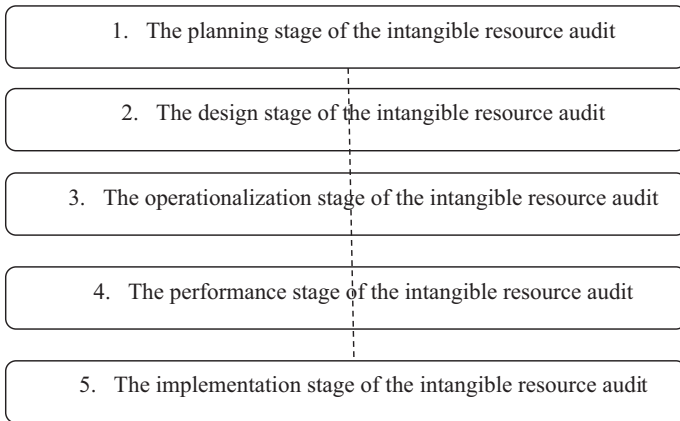 1. The planning stage of the intangible resource audit
2. The design stage of the intangible resource audit
3. The operationalization stage of the intangible resource audit
4. The performance stage of the intangible resource audit
5. The implementation stage of the intangible resource audit